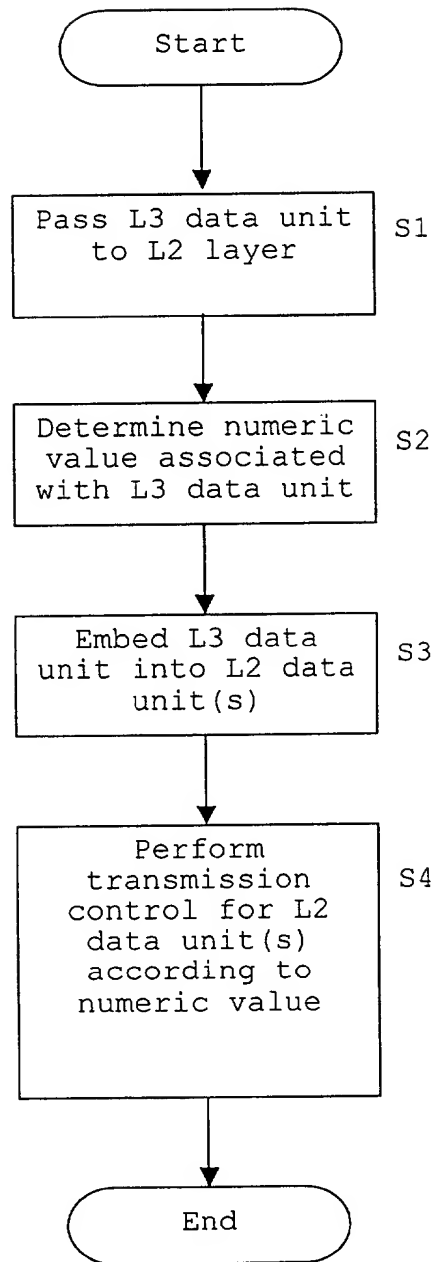 Start
Pass L3 data unit
to L2 layer
S1
Determine numeric
value associated
with L3 data unit
S2
Embed L3 data
unit into L2 data
unit(s)
S3
Perform
transmission
control for L2
data unit(s)
according to
numeric value
S4
End